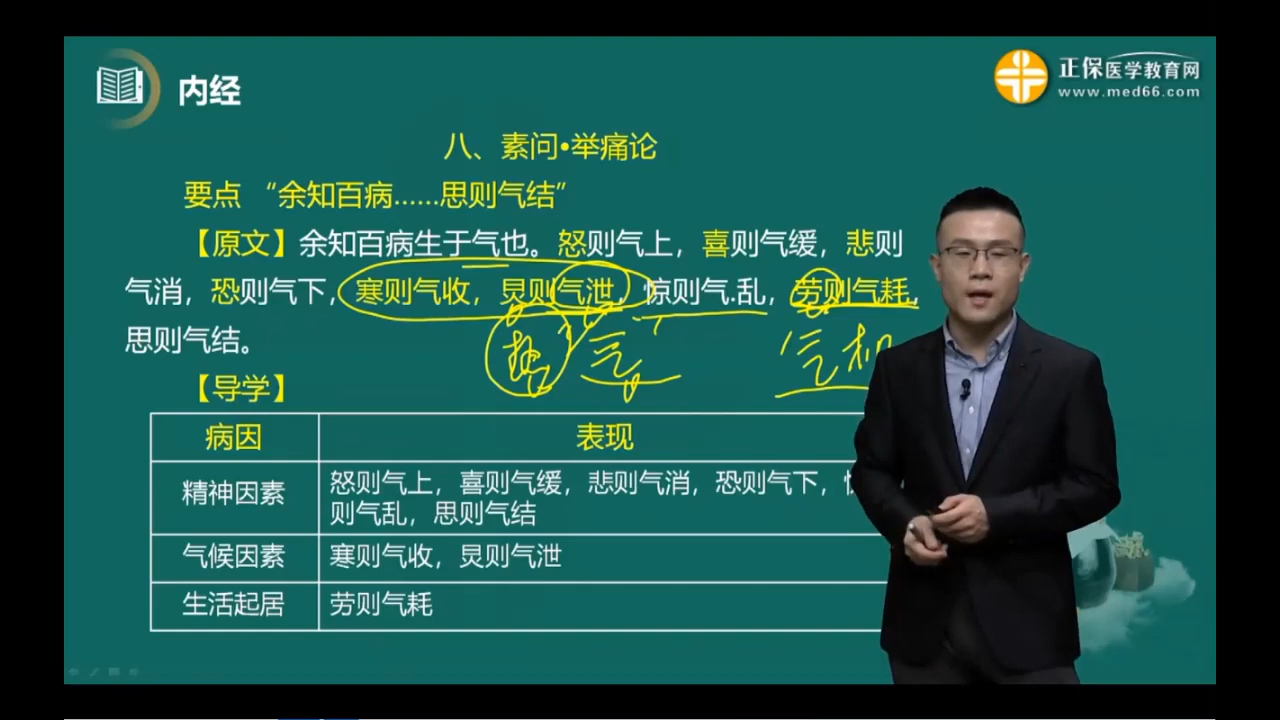 内经
正保医学教育网
www.med66.com
八、素问•举痛论
要点 “余知百病……思则气结”
【原文】余知百病生于气也。怒则气上，喜则气缓，悲则
气消，恐则气下，寒则气收，炅则气泄，惊则气.乱，劳则气耗，
思则气结。
热 气 气机
【导学】
病因 表现
精神因素 怒则气上，喜则气缓，悲则气消，恐则气下，惊
则气乱，思则气结
气候因素 寒则气收，炅则气泄
生活起居 劳则气耗